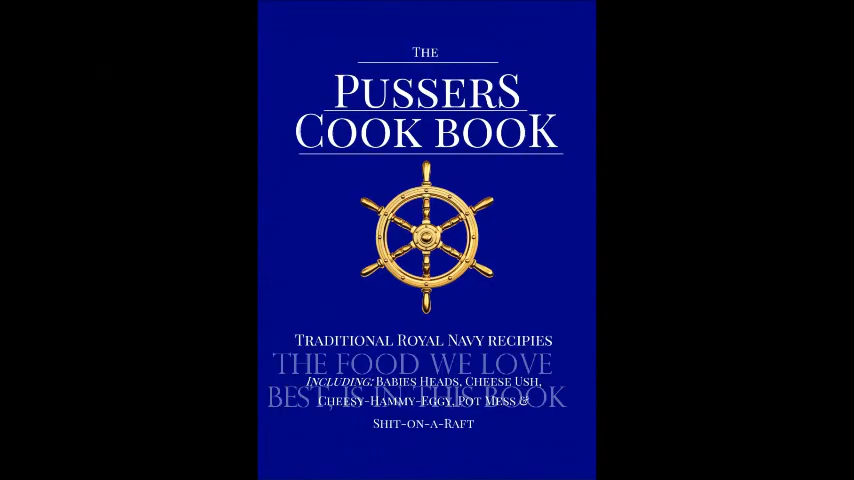 The
Pussers
Cook Book
Traditional Royal Navy recipies
THE FOOD WE LOVE
Including: Babies Heads, Cheese Ush,
BEST, IS IN THIS BOOK
Cheesy-Hammy-Eggy, Pot Mess &
Shit-on-a-Raft